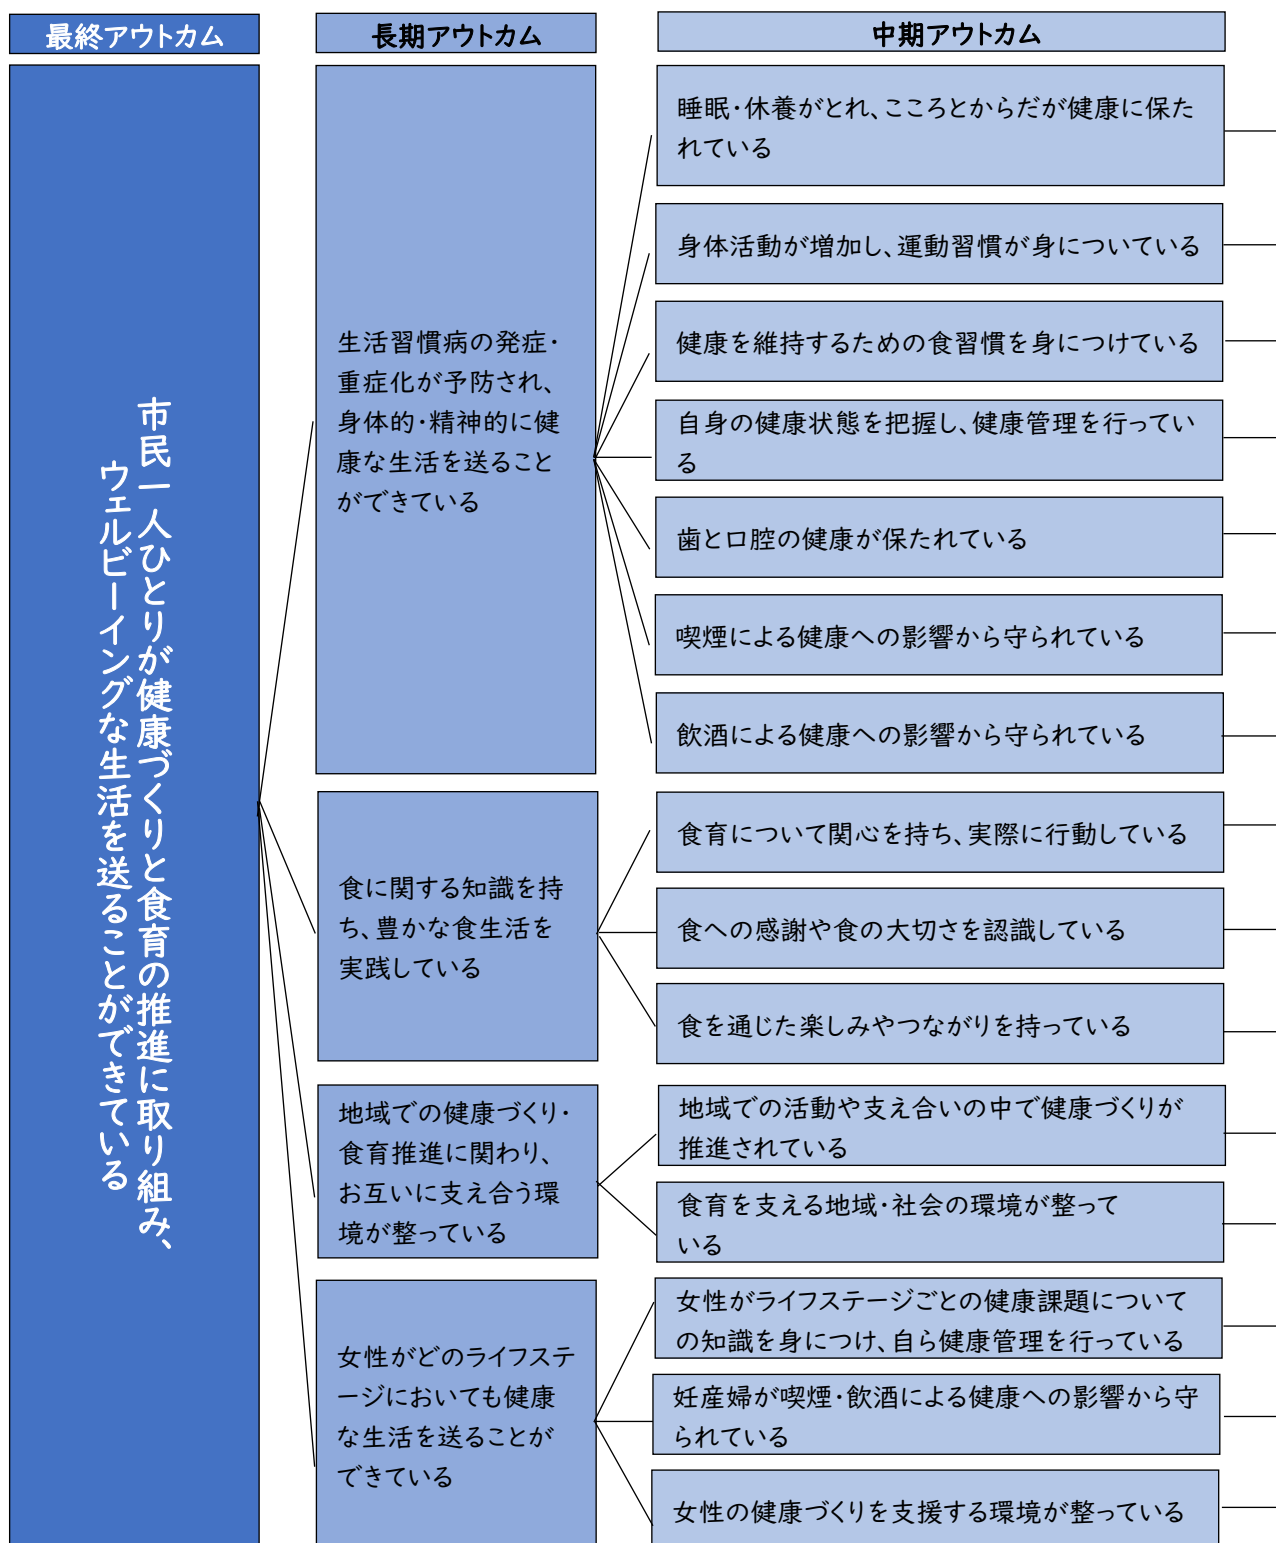 最終アウトカム
長期アウトカム
中期アウトカム
市民一人ひとりが健康づくりと食育の推進に取り組み、
ウェルビーイングな生活を送ることができている
生活習慣病の発症・
重症化が予防され、
身体的・精神的に健
康な生活を送ること
ができている
睡眠・休養がとれ、こころとからだが健康に保た
れている
身体活動が増加し、運動習慣が身についている
健康を維持するための食習慣を身につけている
自身の健康状態を把握し、健康管理を行ってい
る
歯と口腔の健康が保たれている
喫煙による健康への影響から守られている
飲酒による健康への影響から守られている
食に関する知識を持
ち、豊かな食生活を
実践している
食育について関心を持ち、実際に行動している
食への感謝や食の大切さを認識している
食を通じた楽しみやつながりを持っている
地域での健康づくり・
食育推進に関わり、
お互いに支え合う環
境が整っている
地域での活動や支え合いの中で健康づくりが
推進されている
食育を支える地域・社会の環境が整って
いる
女性がどのライフステ
ージにおいても健康
な生活を送ることが
できている
女性がライフステージごとの健康課題について
の知識を身につけ、自ら健康管理を行っている
妊産婦が喫煙・飲酒による健康への影響から守
られている
女性の健康づくりを支援する環境が整っている